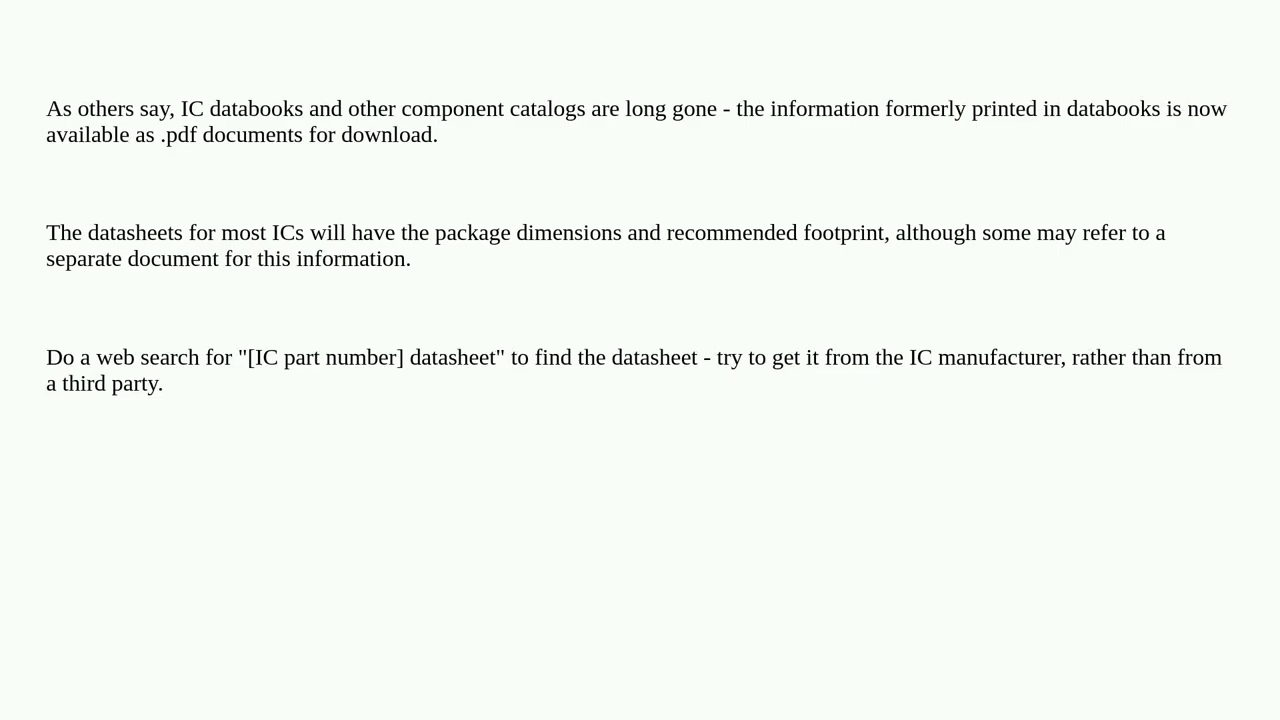 As others say, IC databooks and other component catalogs are long gone - the information formerly printed in databooks is now
available as .pdf documents for download.
The datasheets for most ICs will have the package dimensions and recommended footprint, although some may refer to a
separate document for this information.
Do a web search for "[IC part number] datasheet" to find the datasheet - try to get it from the IC manufacturer, rather than from
a third party.